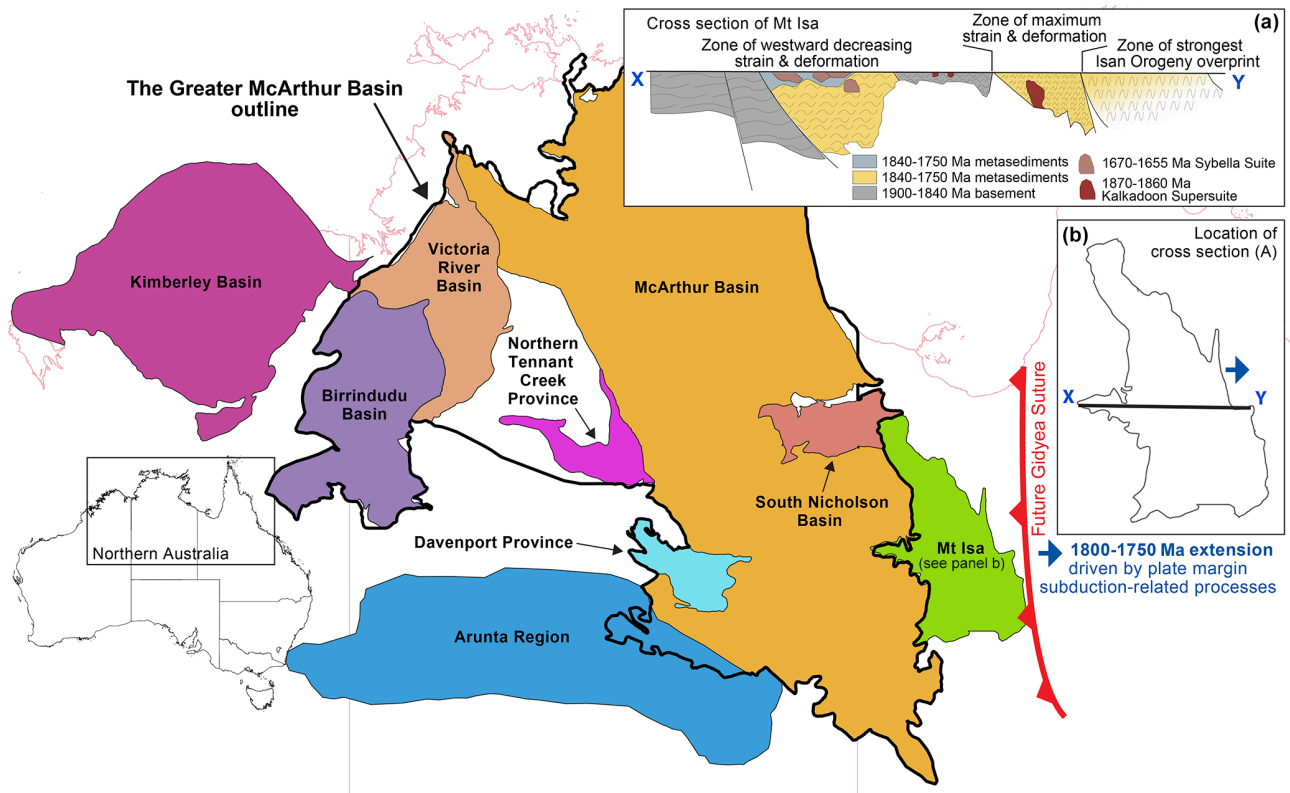 Cross section of Mt Isa
(a)
Zone of westward decreasing
strain & deformation
Zone of maximum
strain & deformation
Zone of strongest
Isan Orogeny overprint
X
Y
1840-1750 Ma metasediments
1840-1750 Ma metasediments
1900-1840 Ma basement
1670-1655 Ma Sybella Suite
1870-1860 Ma
Kalkadoon Supersuite
The Greater McArthur Basin
outline
Kimberley Basin
Victoria
River
Basin
McArthur Basin
Birrindudu
Basin
Northern
Tennant
Creek
Province
South Nicholson
Basin
Davenport Province
Mt Isa
(see panel b)
Arunta Region
Northern Australia
Future Gidyea Suture
(b)
Location of
cross section (A)
X
Y
1800-1750 Ma extension
driven by plate margin
subduction-related processes